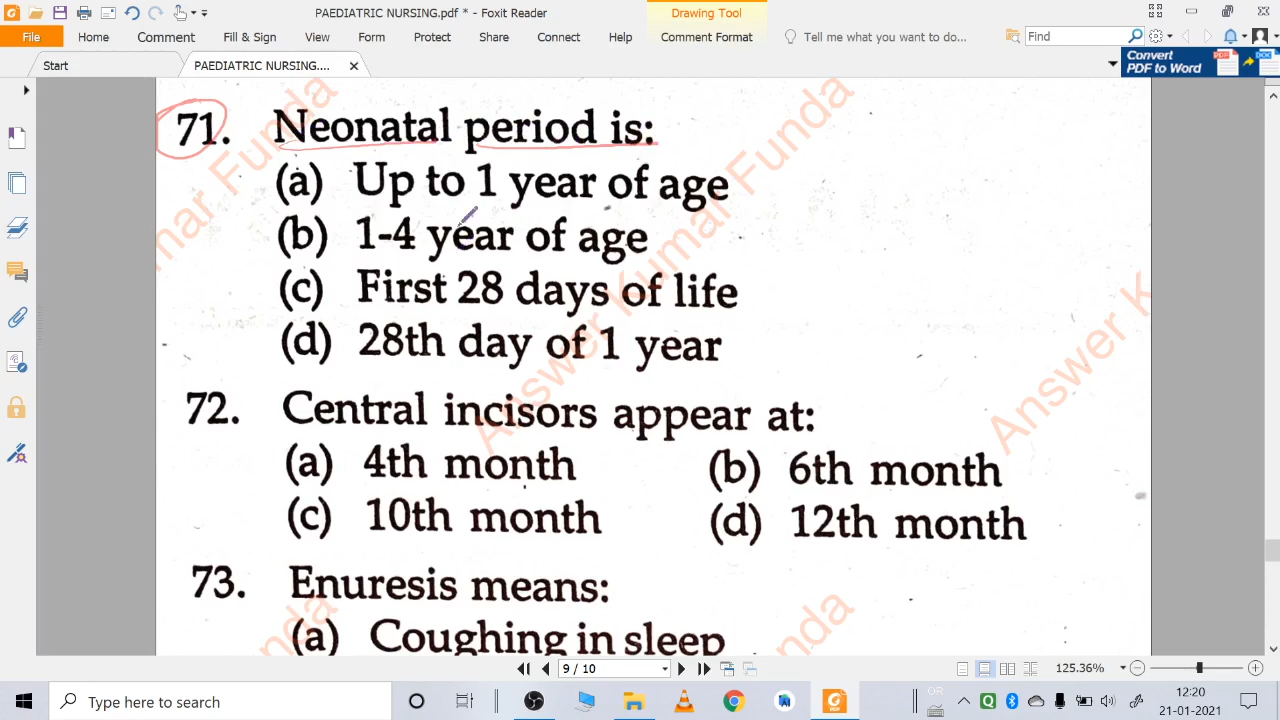 PAEDIATRIC NURSING.pdf * - Foxit Reader
Drawing Tool
File Home Comment Fill & Sign View Form Protect Share Connect Help Tell me what you want to do... Find
Comment Format
Start PAEDIATRIC NURSING....
Convert
PDF to Word
71. Neonatal period is:
(a) Up to 1 year of age
(b) 1-4 year of age
(c) First 28 days of life
(d) 28th day of 1 year
72. Central incisors appear at:
(a) 4th month (b) 6th month
(c) 10th month (d) 12th month
73. Enuresis means:
(a) Coughing in sleep
Answer Kumar Funda
9 / 10
125.36%
Type here to search
12:20
21-01-2021